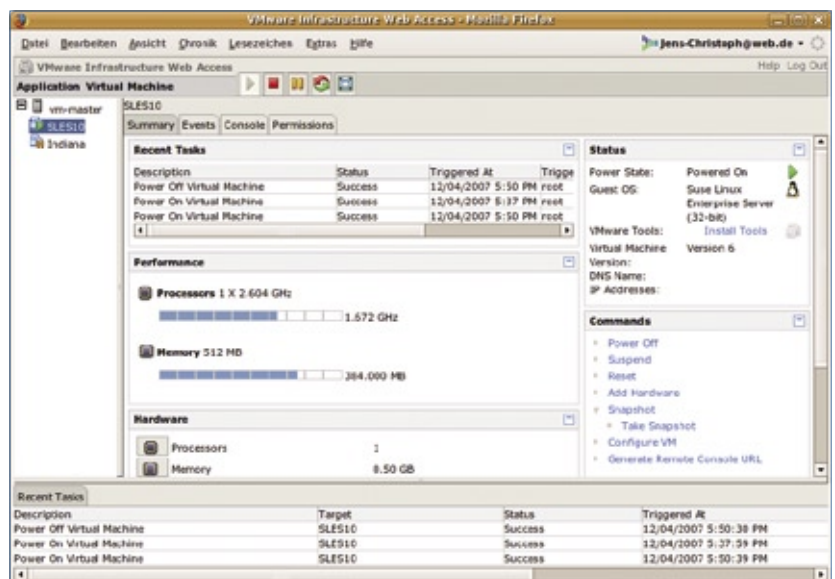 VMware Infrastructure Web Access - Mozilla Firefox
Datei Bearbeiten Ansicht Chronik Lesezeichen Extras Hilfe
Jens-Christoph@web.de
VMware Infrastructure Web Access
Help Log Out
Application Virtual Machine
vm-master
SLES10
Indiana
SLES10
Summary Events Console Permissions
Recent Tasks
Description Status Triggered At Trigge
Power Off Virtual Machine Success 12/04/2007 5:50 PM root
Power On Virtual Machine Success 12/04/2007 5:37 PM root
Power On Virtual Machine Success 12/04/2007 5:50 PM root
Performance
Processors 1 X 2.604 GHz
1.672 GHz
Memory 512 MB
384.000 MB
Hardware
Processors 1
Memory 0.50 GB
Status
Power State: Powered On
Guest OS: Suse Linux
Enterprise Server
(32-bit)
VMware Tools: Install Tools
Virtual Machine Version 6
Version:
DNS Name:
IP Addresses:
Commands
Power Off
Suspend
Reset
Add Hardware
Snapshot
Take Snapshot
Configure VM
Generate Remote Console URL
Recent Tasks
Description Target Status Triggered At
Power Off Virtual Machine SLES10 Success 12/04/2007 5:50:38 PM
Power On Virtual Machine SLES10 Success 12/04/2007 5:37:59 PM
Power On Virtual Machine SLES10 Success 12/04/2007 5:50:39 PM